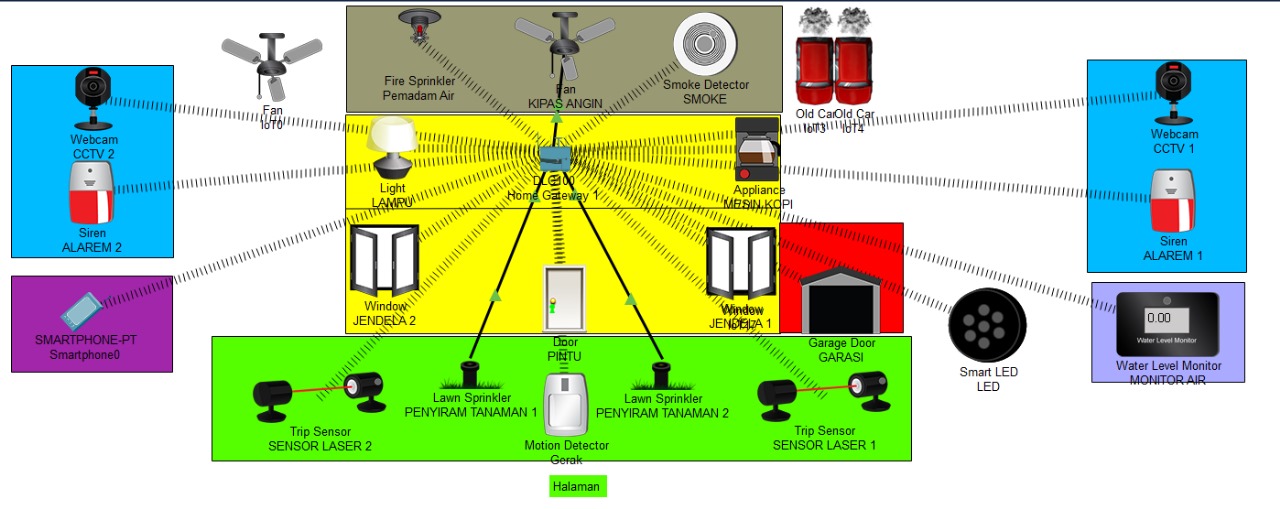 Fire Sprinkler
Pemadam Air
Fan
KIPAS ANGIN
Smoke Detector
SMOKE
Fan
IoT0
Old Car
IoT3
Old Car
IoT4
Webcam
CCTV 2
Siren
ALAREM 2
Light
LAMPU
DLC100
Home Gateway 1
Appliance
MESIN KOPI
Webcam
CCTV 1
Siren
ALAREM 1
SMARTPHONE-PT
Smartphone0
Window
JENDELA 2
Door
PINTU
Window
JENDELA 1
Garage Door
GARASI
Smart LED
LED
0.00
Water Level Monitor
Water Level Monitor
MONITOR AIR
Trip Sensor
SENSOR LASER 2
Lawn Sprinkler
PENYIRAM TANAMAN 1
Lawn Sprinkler
PENYIRAM TANAMAN 2
Motion Detector
Gerak
Trip Sensor
SENSOR LASER 1
Halaman